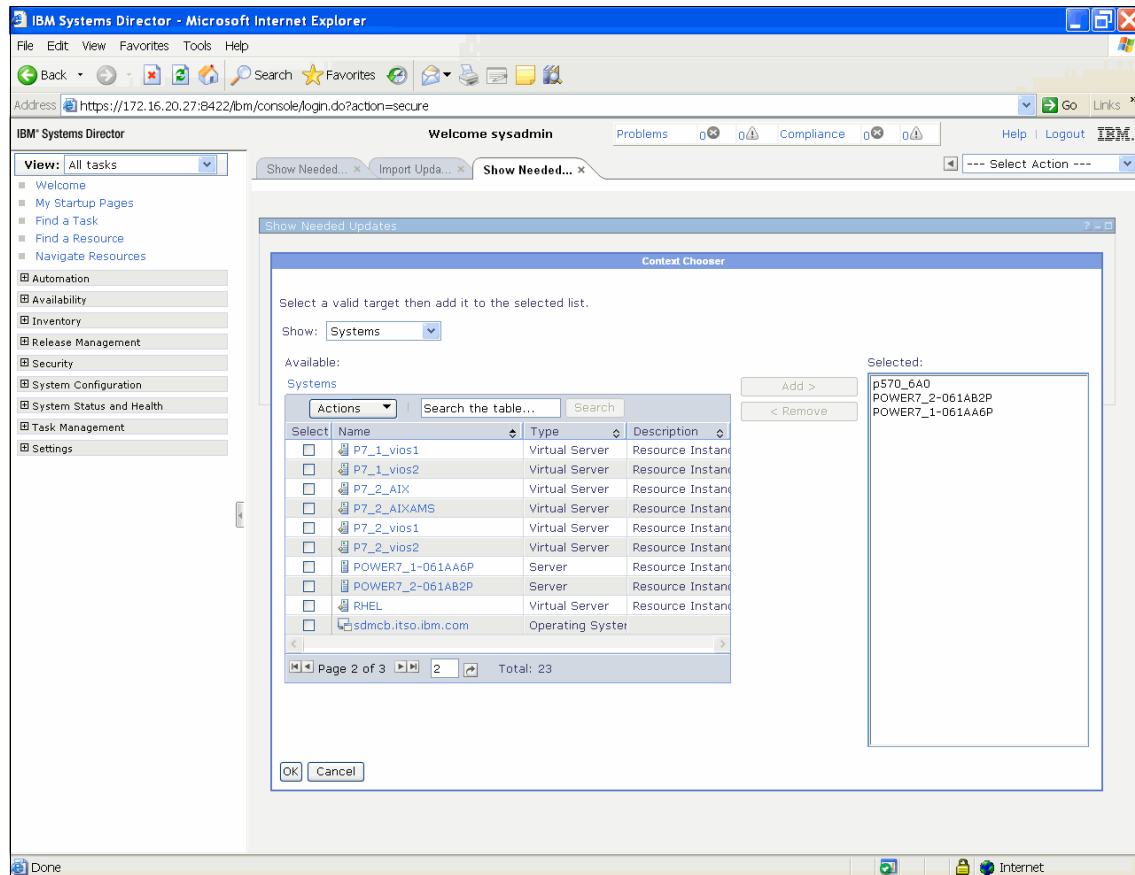 IBM Systems Director - Microsoft Internet Explorer
File Edit View Favorites Tools Help
Back Search Favorites
Address https://172.16.20.27:8422/ibm/console/login.do?action=secure Go Links »
IBM® Systems Director Welcome sysadmin Problems 0 0 Compliance 0 0 Help | Logout IBM.
View: All tasks
Welcome
My Startup Pages
Find a Task
Find a Resource
Navigate Resources
Automation
Availability
Inventory
Release Management
Security
System Configuration
System Status and Health
Task Management
Settings
Show Needed... × Import Upda... × Show Needed... × --- Select Action ---
Show Needed Updates ? – □
Context Chooser
Select a valid target then add it to the selected list.
Show: Systems
Available:
Systems
Actions Search the table... Search
Select Name Type Description
P7_1_vios1 Virtual Server Resource Instanc
P7_1_vios2 Virtual Server Resource Instanc
P7_2_AIX Virtual Server Resource Instanc
P7_2_AIXAMS Virtual Server Resource Instanc
P7_2_vios1 Virtual Server Resource Instanc
P7_2_vios2 Virtual Server Resource Instanc
POWER7_1-061AA6P Server Resource Instanc
POWER7_2-061AB2P Server Resource Instanc
RHEL Virtual Server Resource Instanc
sdmcb.itso.ibm.com Operating Syster
Page 2 of 3 2 Total: 23
Add >
< Remove
Selected:
p570_6A0
POWER7_2-061AB2P
POWER7_1-061AA6P
OK Cancel
Done Internet